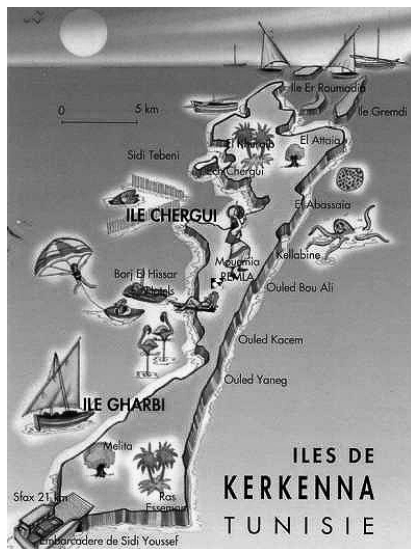 Ile Er Roumadia
Ile Gremdi
0 5 km
El Attaia
Sidi Tebeni
Ech Chergui
El Abassaia
ILE CHERGUI
Kellabine
Borj El Hissar
Hotels
REMLA
Ouled Bou Ali
Ouled Kacem
Ouled Yaneg
ILE GHARBI
Melita
Sfax 21 km
Ras
Essemoun
Embarcadere de Sidi Youssef
ILES DE
KERKENNA
TUNISIE